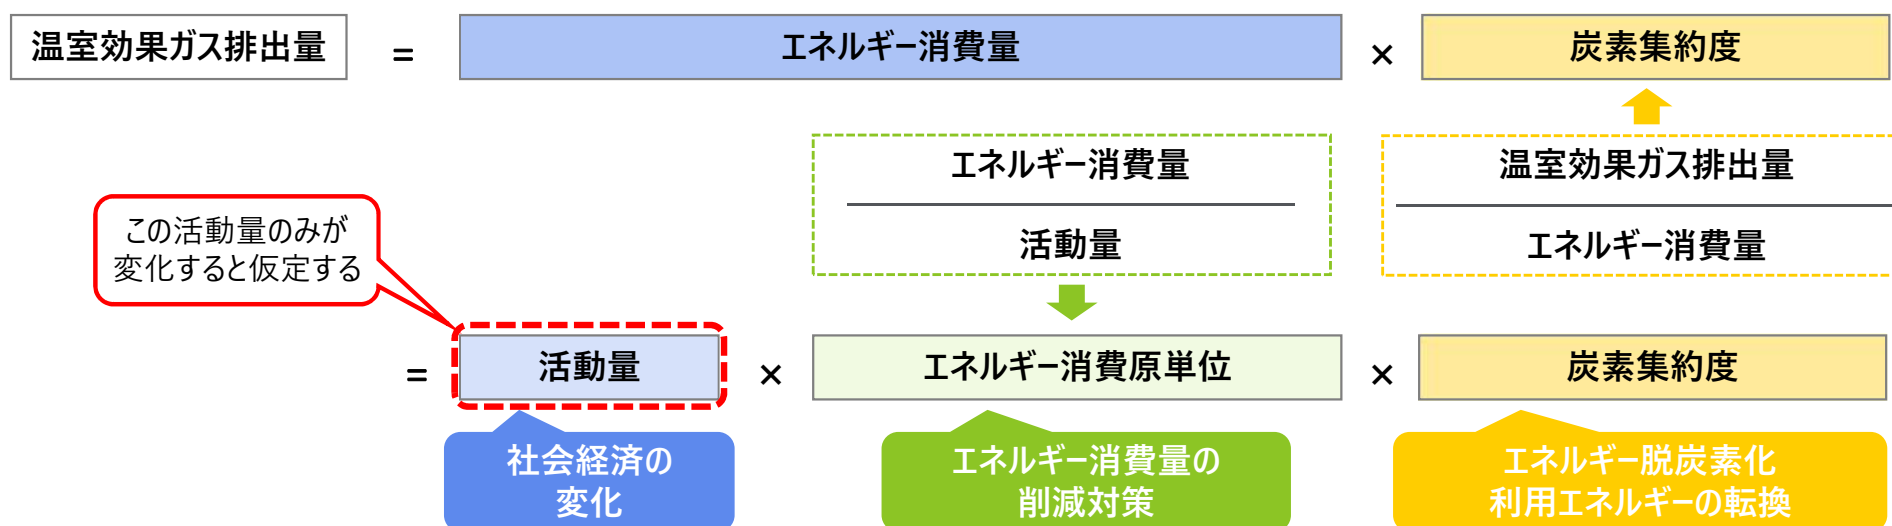 温室効果ガス排出量 = エネルギー消費量 × 炭素集約度
エネルギー消費量
活動量
温室効果ガス排出量
エネルギー消費量
この活動量のみが
変化すると仮定する
= 活動量 × エネルギー消費原単位 × 炭素集約度
社会経済の
変化
エネルギー消費量の
削減対策
エネルギー脱炭素化
利用エネルギーの転換